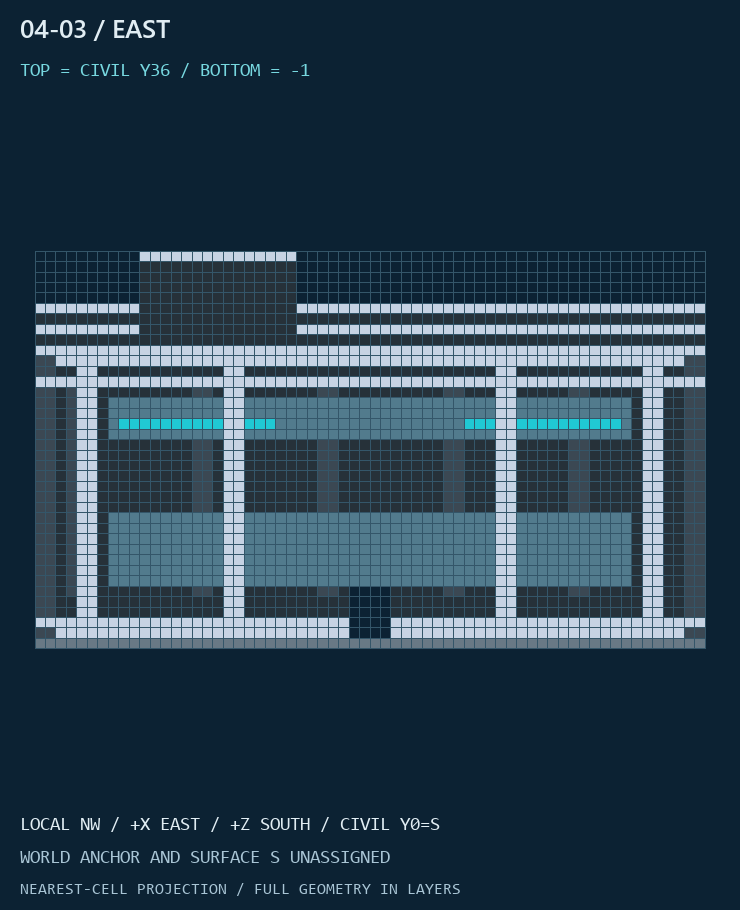 04-03 / EAST
TOP = CIVIL Y36 / BOTTOM = -1
LOCAL NW / +X EAST / +Z SOUTH / CIVIL Y0=S
WORLD ANCHOR AND SURFACE S UNASSIGNED
NEAREST-CELL PROJECTION / FULL GEOMETRY IN LAYERS